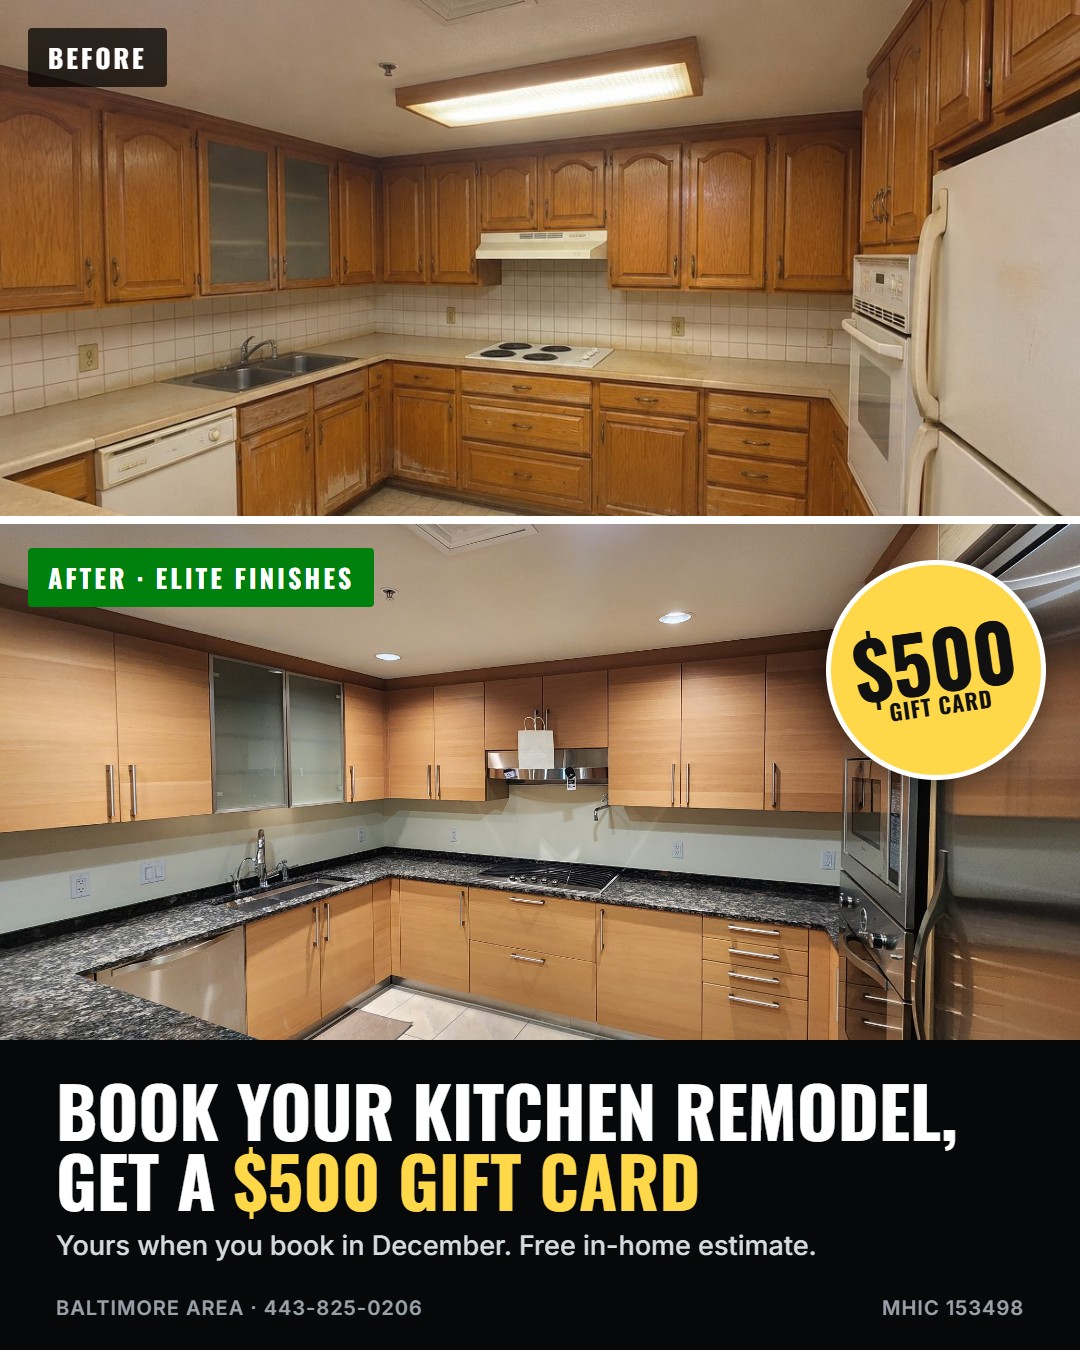 BEFORE
AFTER · ELITE FINISHES
$500
GIFT CARD
BOOK YOUR KITCHEN REMODEL,
GET A $500 GIFT CARD
Yours when you book in December. Free in-home estimate.
BALTIMORE AREA · 443-825-0206
MHIC 153498